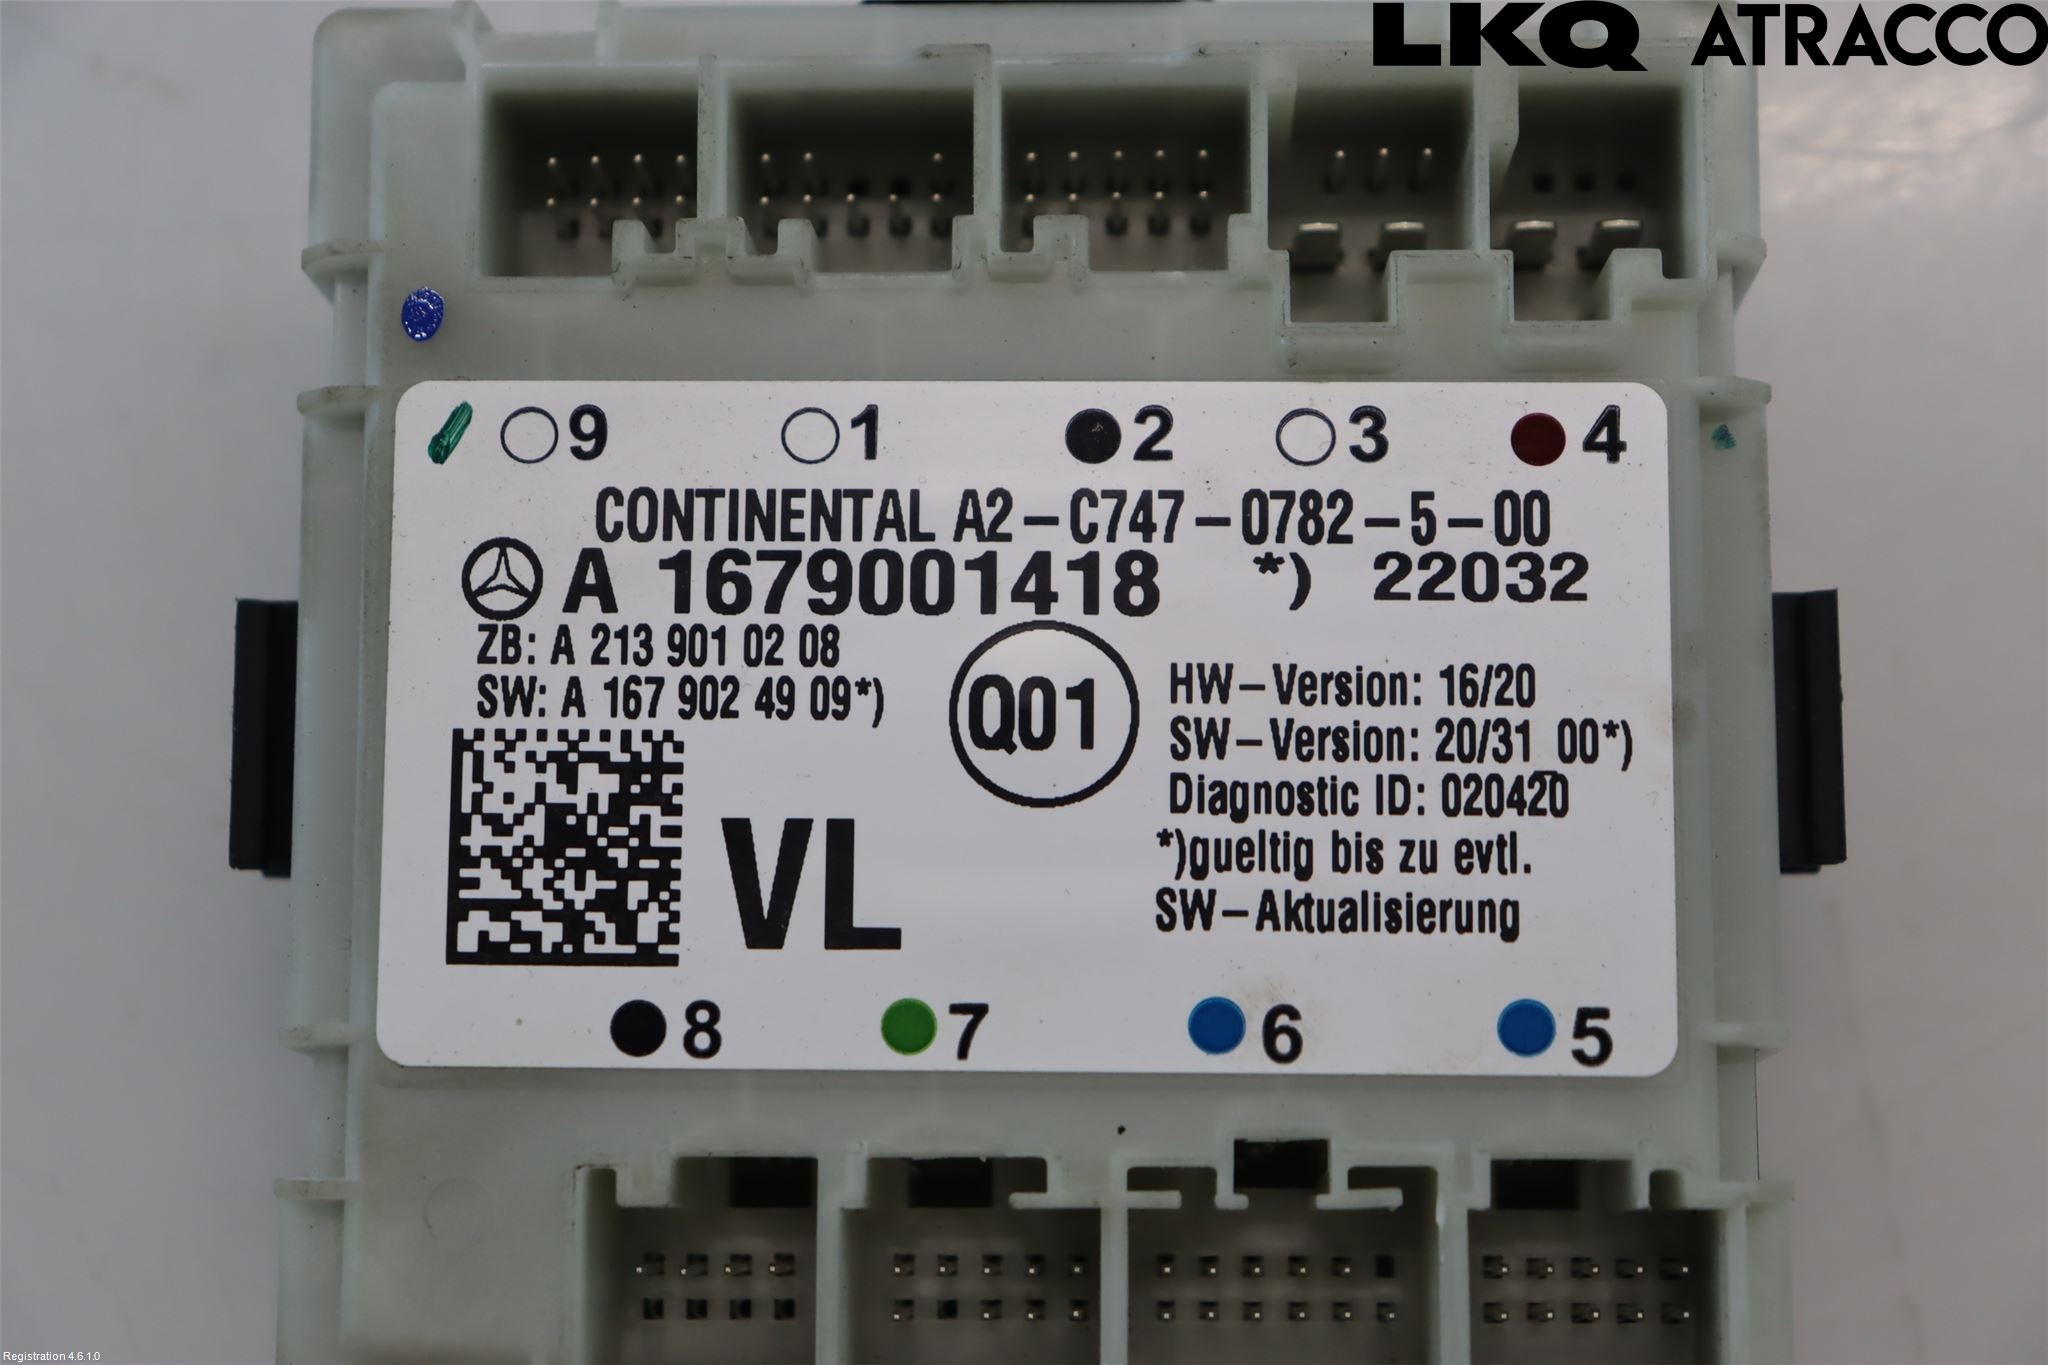 LKQ ATRACCO
9 1 2 3 4
CONTINENTAL A2-C747-0782-5-00
A 1679001418 *) 22032
ZB: A 213 901 02 08
SW: A 167 902 49 09*)
Q01
HW-Version: 16/20
SW-Version: 20/31_00*)
Diagnostic ID: 020420
*)gueltig bis zu evtl.
SW-Aktualisierung
VL
8 7 6 5
Registration 4.6.1.0